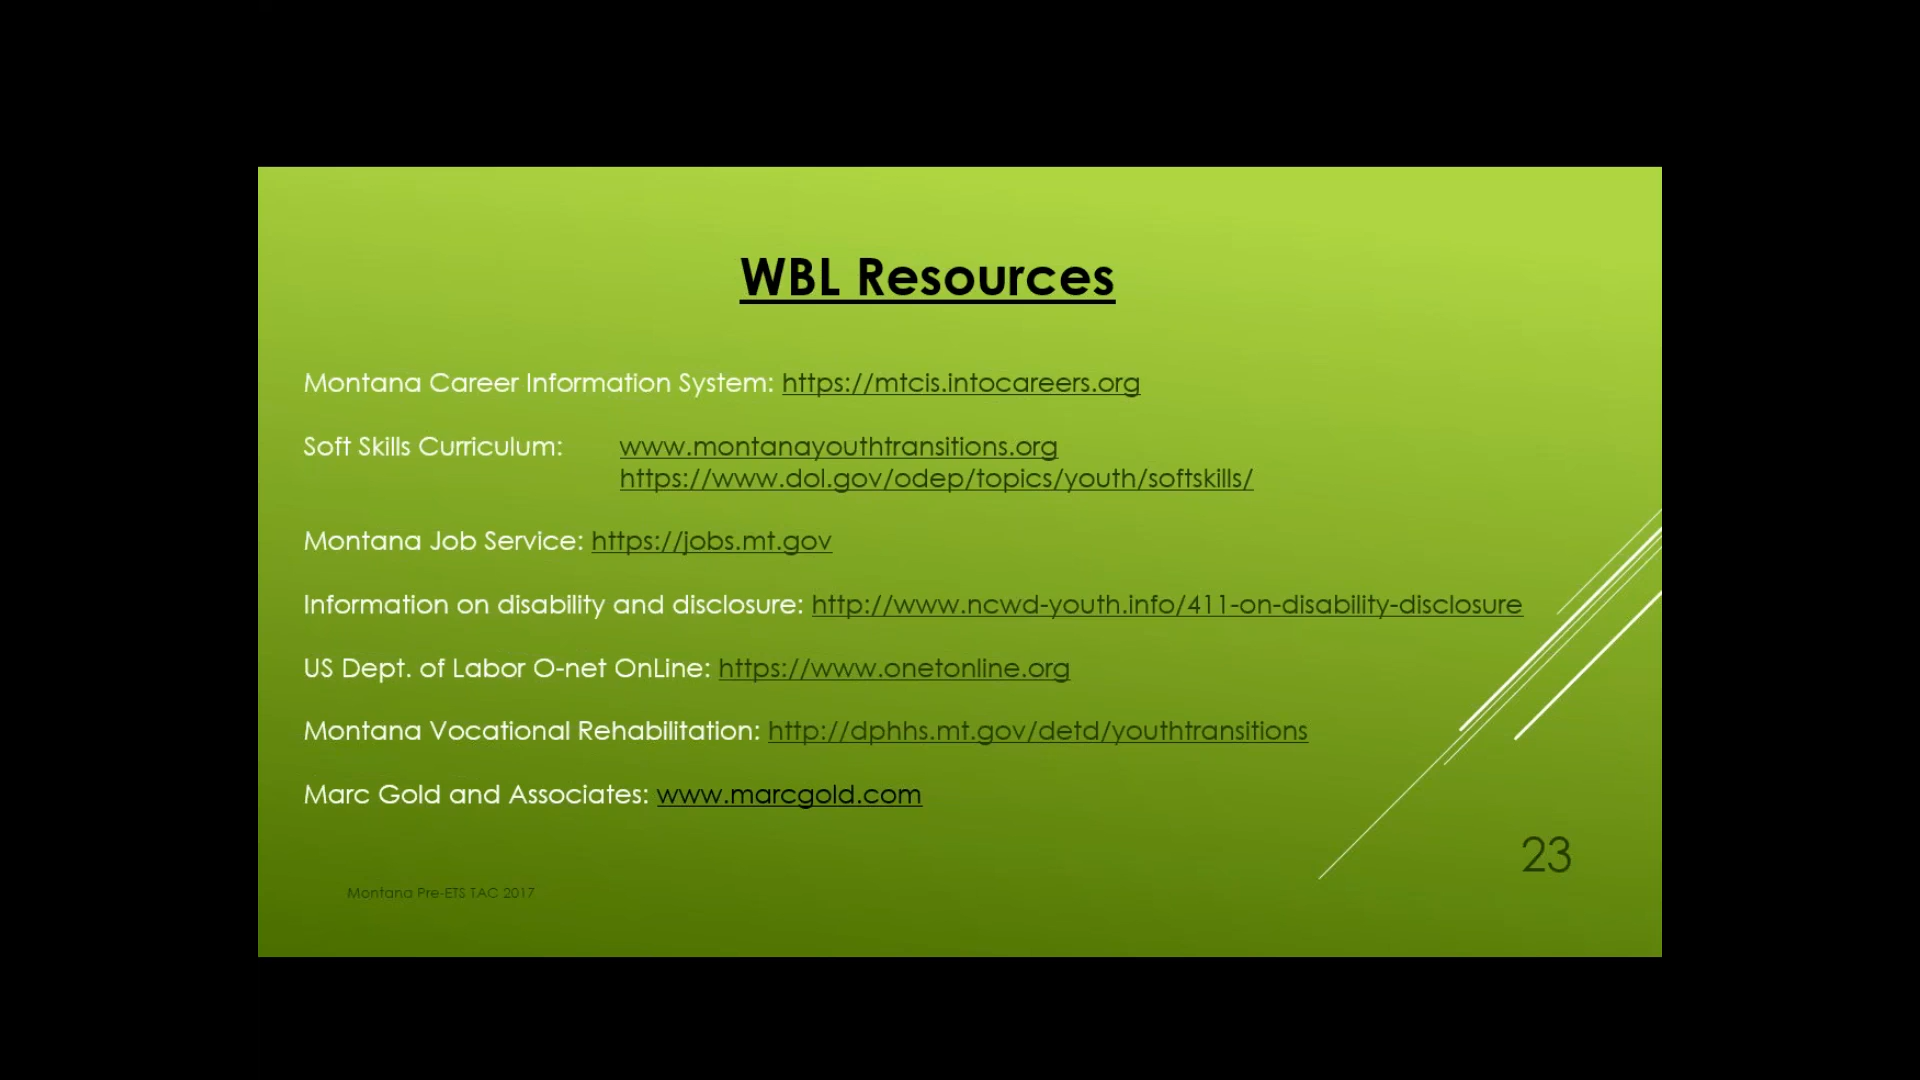 WBL Resources
Montana Career Information System: https://mtcis.intocareers.org
Soft Skills Curriculum: www.montanayouthtransitions.org
https://www.dol.gov/odep/topics/youth/softskills/
Montana Job Service: https://jobs.mt.gov
Information on disability and disclosure: http://www.ncwd-youth.info/411-on-disability-disclosure
US Dept. of Labor O-net OnLine: https://www.onetonline.org
Montana Vocational Rehabilitation: http://dphhs.mt.gov/detd/youthtransitions
Marc Gold and Associates: www.marcgold.com
23
Montana Pre-ETS TAC 2017